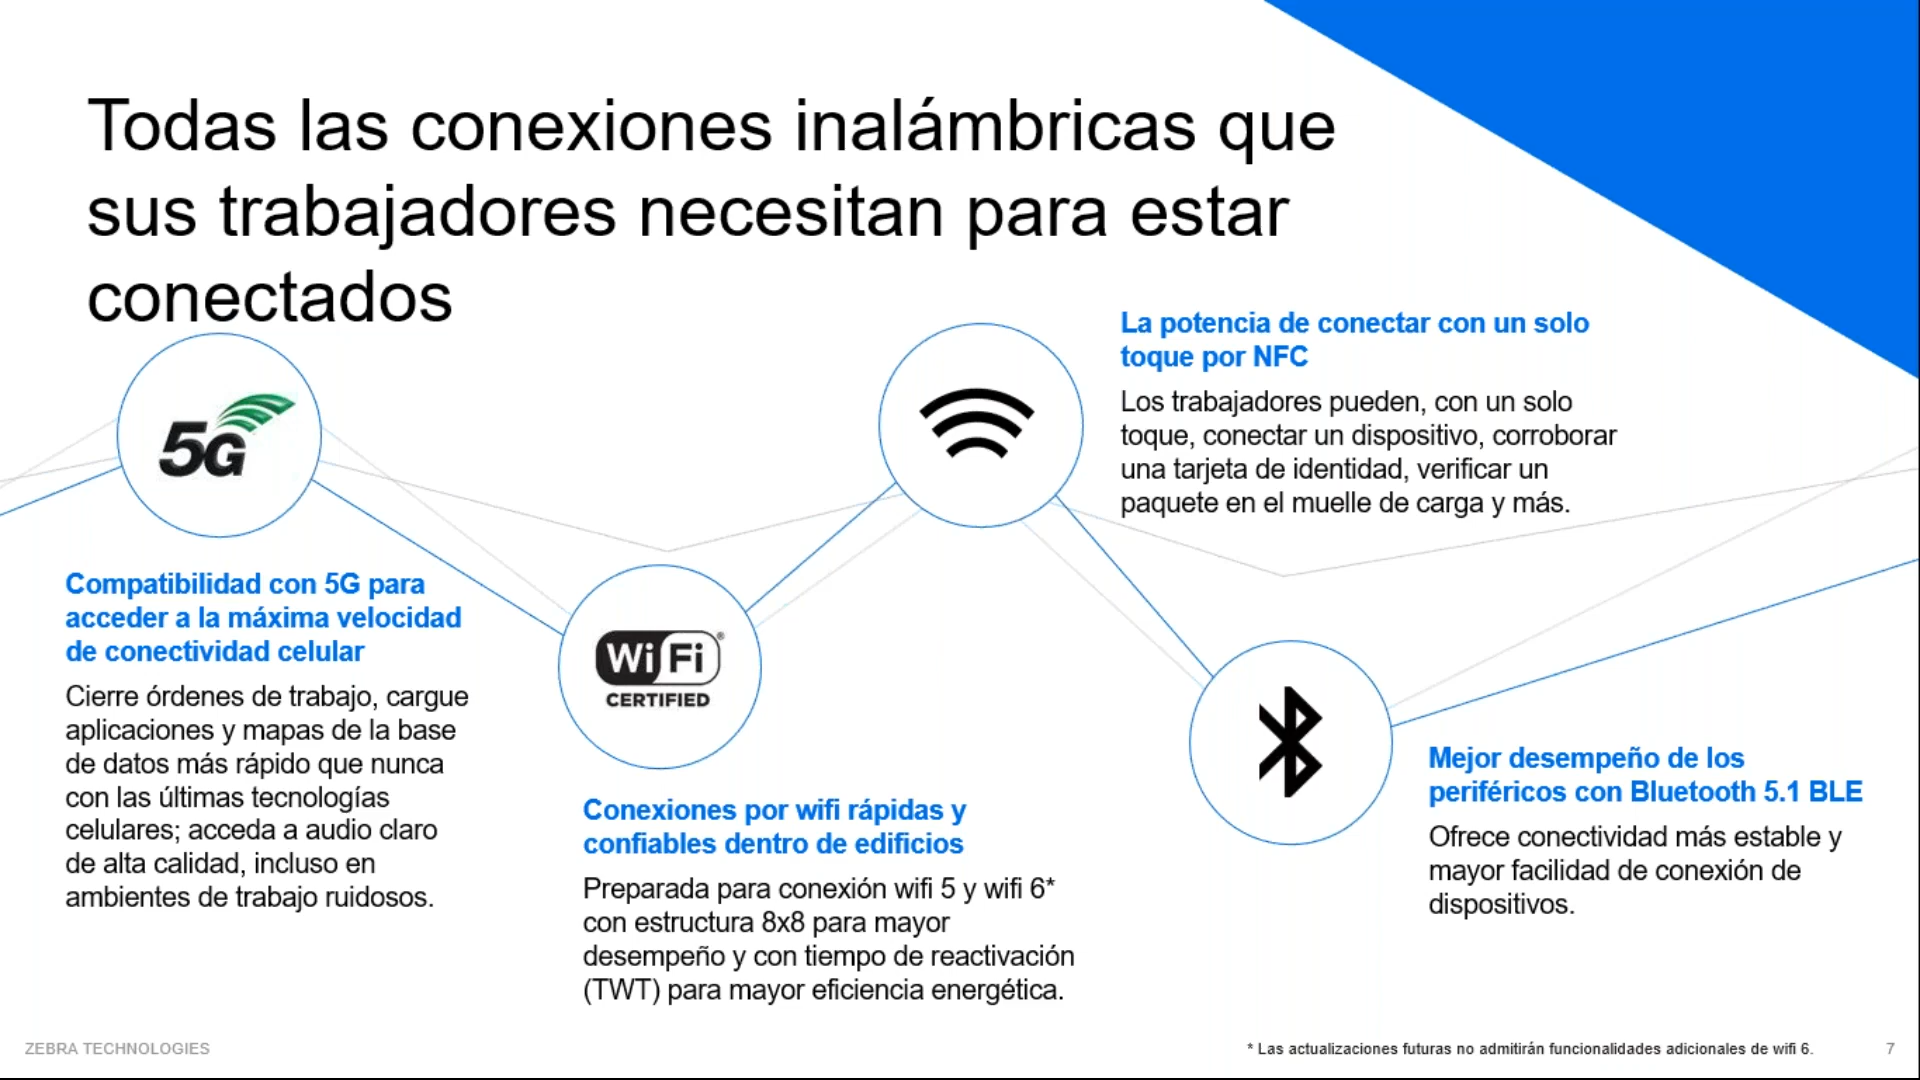 Todas las conexiones inalámbricas que
sus trabajadores necesitan para estar
conectados
5G
Compatibilidad con 5G para
acceder a la máxima velocidad
de conectividad celular
Cierre órdenes de trabajo, cargue
aplicaciones y mapas de la base
de datos más rápido que nunca
con las últimas tecnologías
celulares; acceda a audio claro
de alta calidad, incluso en
ambientes de trabajo ruidosos.
Wi Fi®
CERTIFIED
Conexiones por wifi rápidas y
confiables dentro de edificios
Preparada para conexión wifi 5 y wifi 6*
con estructura 8x8 para mayor
desempeño y con tiempo de reactivación
(TWT) para mayor eficiencia energética.
La potencia de conectar con un solo
toque por NFC
Los trabajadores pueden, con un solo
toque, conectar un dispositivo, corroborar
una tarjeta de identidad, verificar un
paquete en el muelle de carga y más.
Mejor desempeño de los
periféricos con Bluetooth 5.1 BLE
Ofrece conectividad más estable y
mayor facilidad de conexión de
dispositivos.
ZEBRA TECHNOLOGIES
* Las actualizaciones futuras no admitirán funcionalidades adicionales de wifi 6.
7